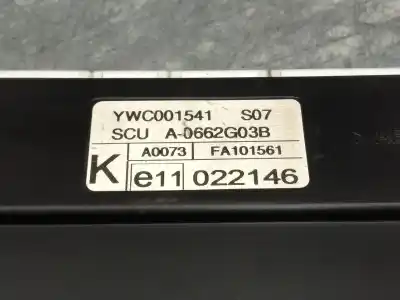 YWC001541 S07
SCU A-0662G03B
A0073 FA101561
K e11 022146